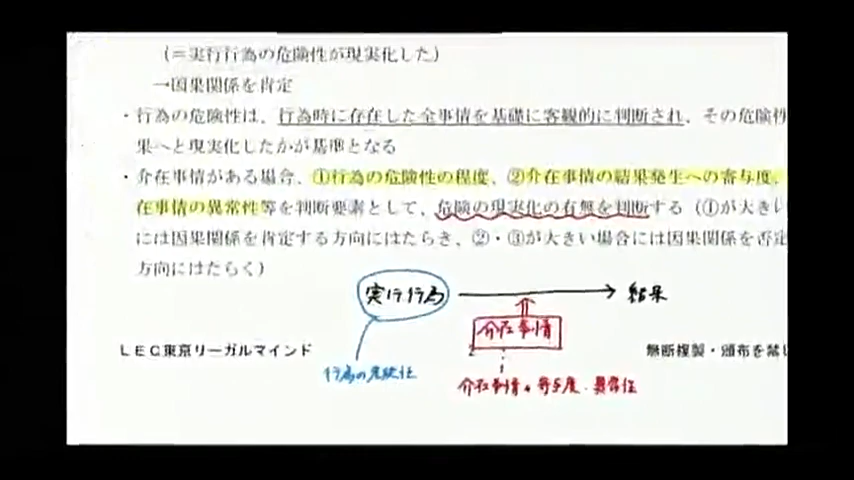 （＝実行行為の危険性が現実化した）
→因果関係を肯定
・行為の危険性は、行為時に存在した全事情を基礎に客観的に判断され、その危険性
果へと現実化したかが基準となる
・介在事情がある場合、①行為の危険性の程度、②介在事情の結果発生への寄与度、
在事情の異常性等を判断要素として、危険の現実化の有無を判断する（①が大きい
には因果関係を肯定する方向にはたらき、②・③が大きい場合には因果関係を否定
方向にはたらく）
実行行為 → 結果
介在事情
ＬＥＣ東京リーガルマインド 2 無断複製・頒布を禁じ
行為の危険性
介在事情の寄与度・異常性